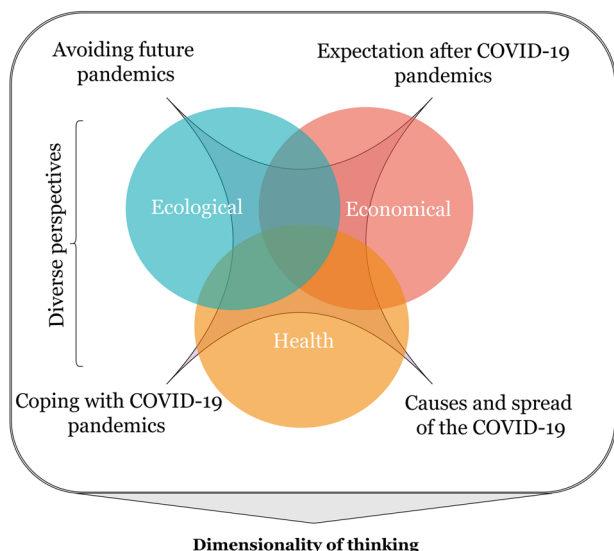 Avoiding future
pandemics
Expectation after COVID-19
pandemics
Diverse perspectives
Ecological
Economical
Health
Coping with COVID-19
pandemics
Causes and spread
of the COVID-19
Dimensionality of thinking